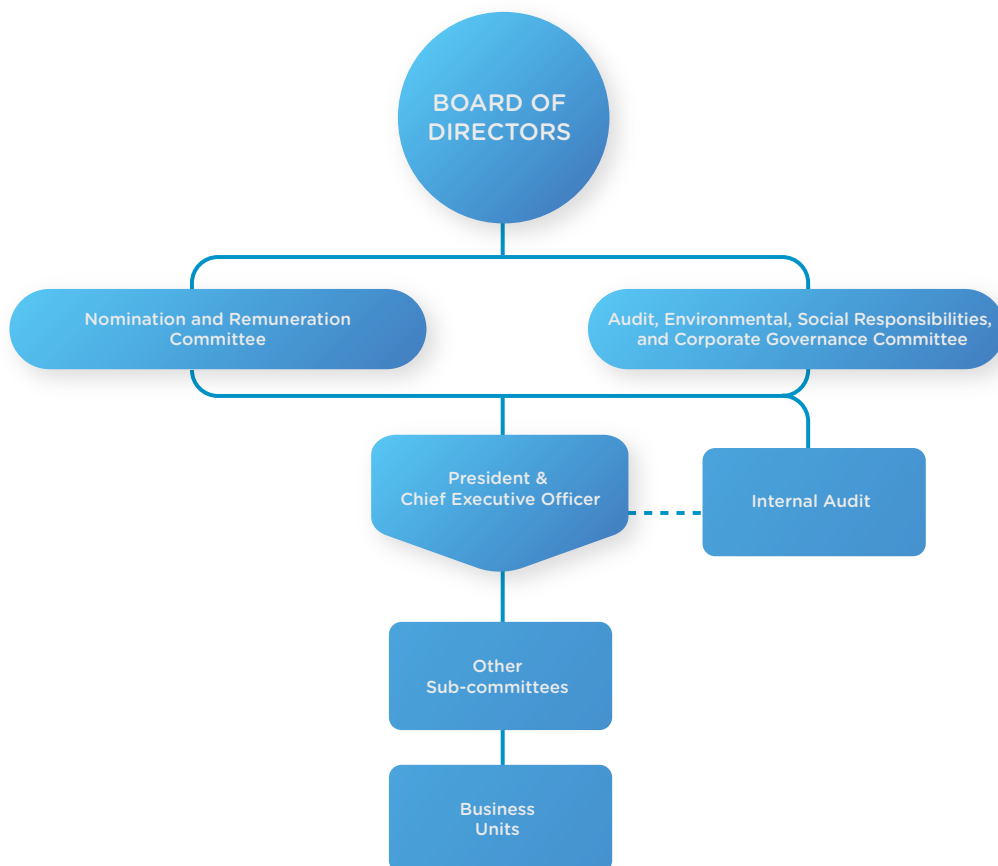 BOARD OF
DIRECTORS
Nomination and Remuneration
Committee
Audit, Environmental, Social Responsibilities,
and Corporate Governance Committee
President &
Chief Executive Officer
Internal Audit
Other
Sub-committees
Business
Units